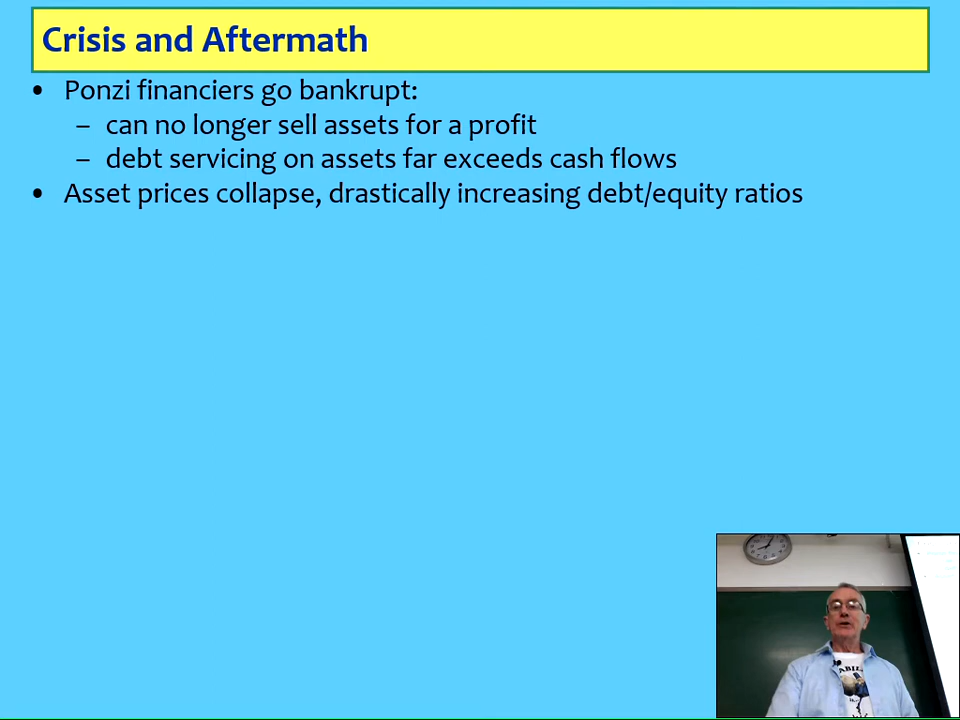 Crisis and Aftermath
• Ponzi financiers go bankrupt:
– can no longer sell assets for a profit
– debt servicing on assets far exceeds cash flows
• Asset prices collapse, drastically increasing debt/equity ratios